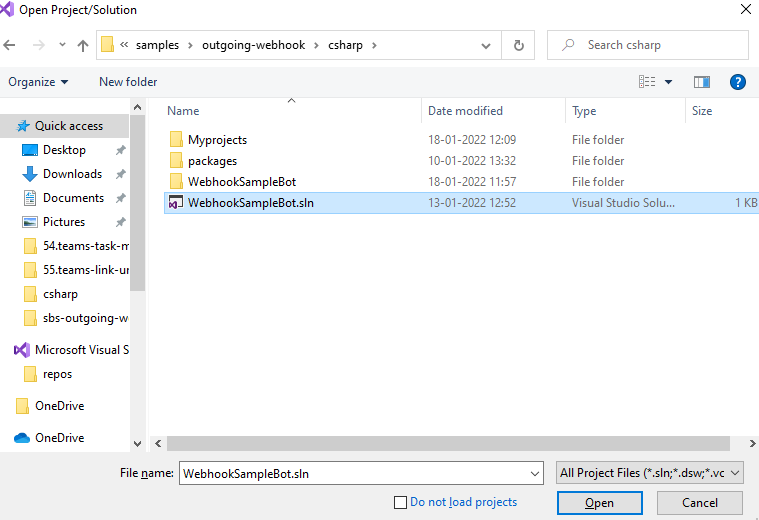 Open Project/Solution
« samples › outgoing-webhook › csharp ›
Search csharp
Organize
New folder
?
Name
Date modified
Type
Size
Quick access
Desktop
Downloads
Documents
Pictures
54.teams-task-m
55.teams-link-ur
csharp
sbs-outgoing-we
Microsoft Visual S
repos
OneDrive
OneDrive
Myprojects 18-01-2022 12:09 File folder
packages 10-01-2022 13:32 File folder
WebhookSampleBot 18-01-2022 11:57 File folder
WebhookSampleBot.sln 13-01-2022 12:52 Visual Studio Solu... 1 KB
File name: WebhookSampleBot.sln
All Project Files (*.sln;*.dsw;*.vc
Do not load projects
Open
Cancel